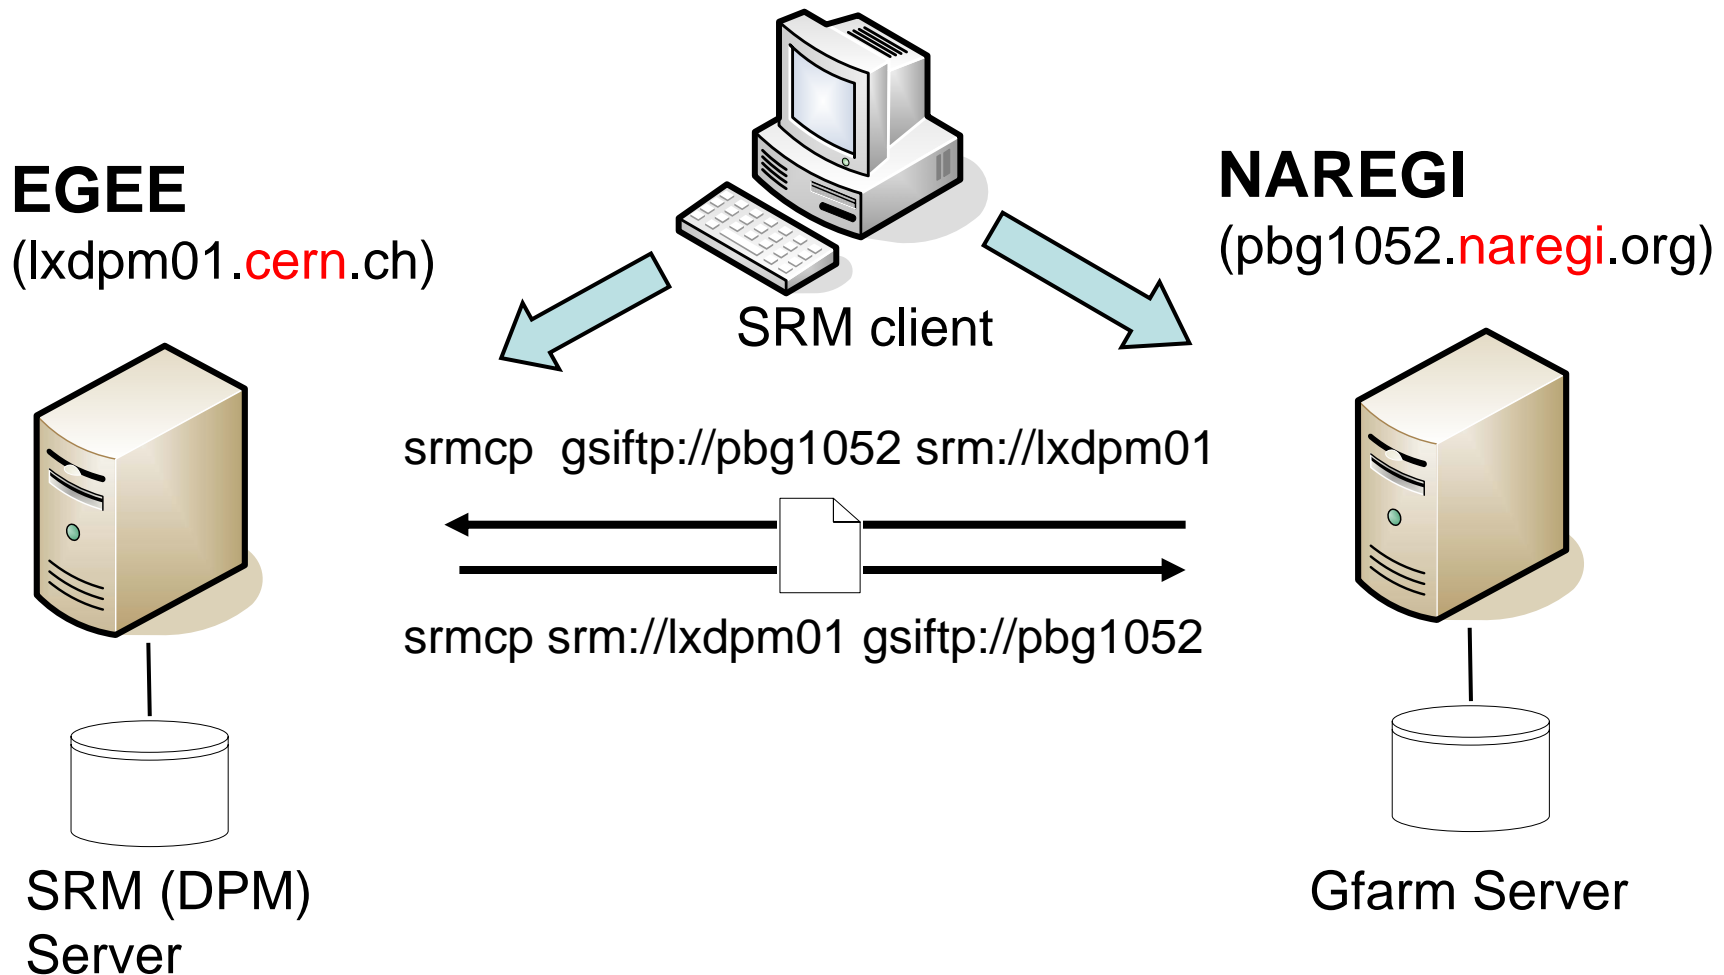 EGEE
(lxdpm01.cern.ch)
SRM client
NAREGI
(pbg1052.naregi.org)
srmcp  gsiftp://pbg1052 srm://lxdpm01
srmcp srm://lxdpm01 gsiftp://pbg1052
SRM (DPM)
Server
Gfarm Server